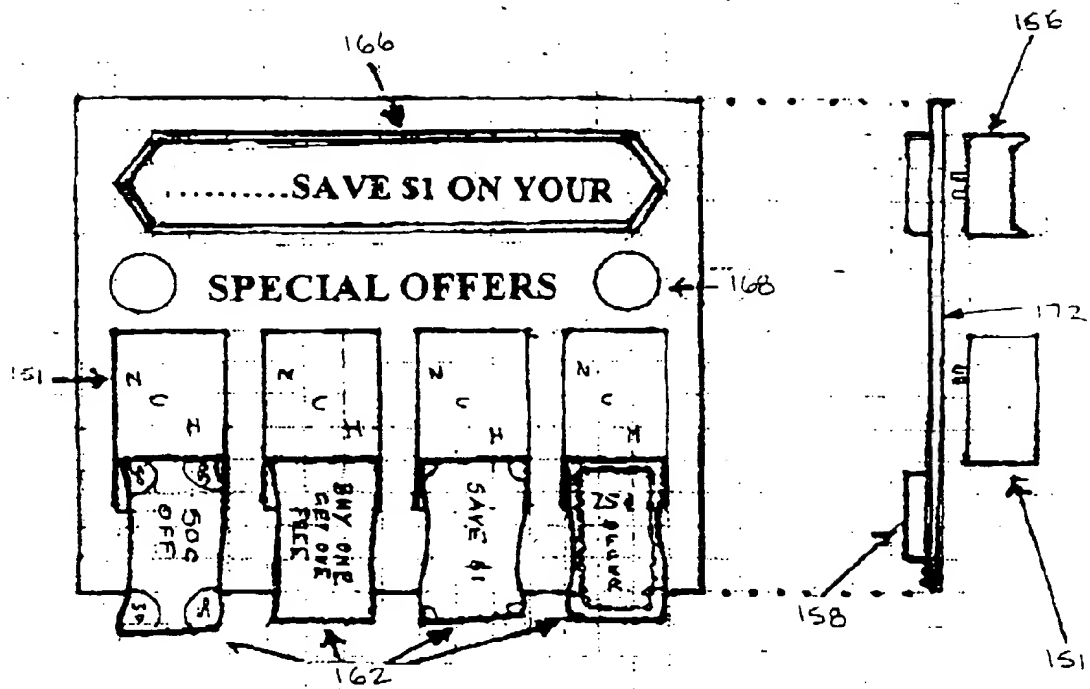 166
155
..........SAVE $1 ON YOUR
SPECIAL OFFERS
168
172
151
50¢
OFF
BUY ONE
GET ONE
FREE
SAVE $1
158
151
162